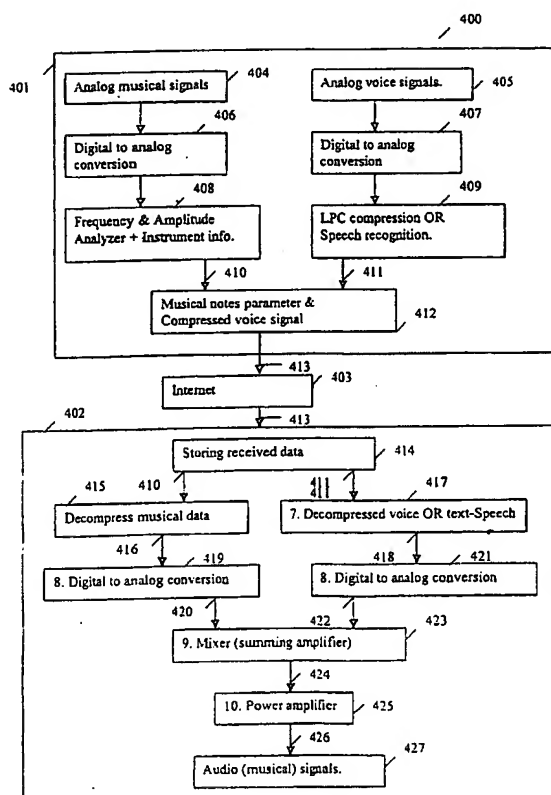 400
401
Analog musical signals
404
Analog voice signals.
405
406
407
Digital to analog
conversion
Digital to analog
conversion
408
409
Frequency & Amplitude
Analyzer + Instrument info.
LPC compression OR
Speech recognition.
410
411
Musical notes parameter &
Compressed voice signal
412
413
Internet
403
402
413
Storing received data
414
415
410
411
411
417
Decompress musical data
7. Decompressed voice OR text-Speech
416
419
418
421
8. Digital to analog conversion
8. Digital to analog conversion
420
422
423
9. Mixer (summing amplifier)
424
10. Power amplifier
425
426
Audio (musical) signals.
427